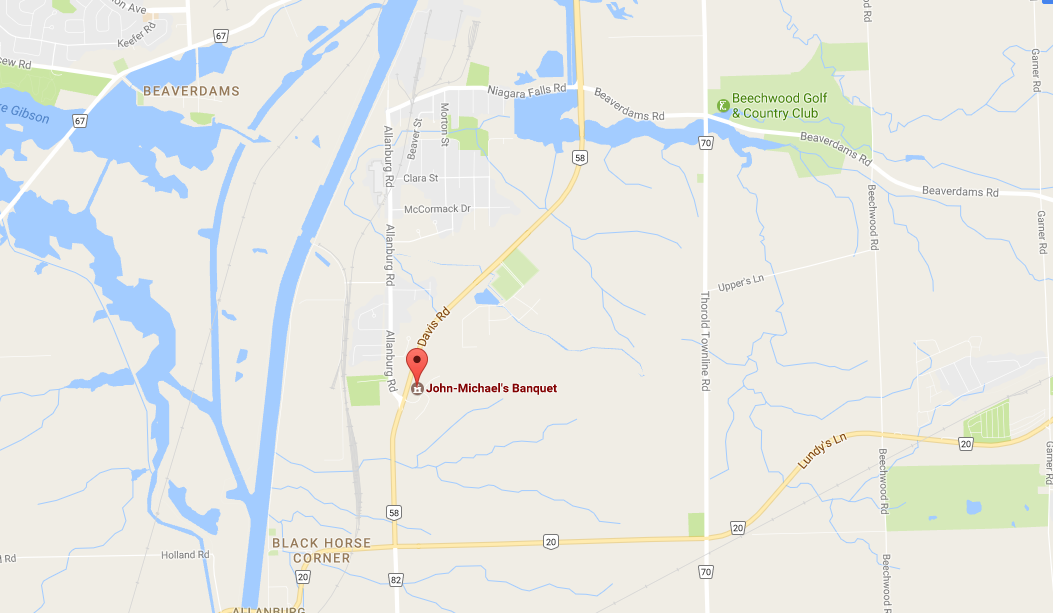 on Ave
Keefer Rd
67
ew Rd
BEAVERDAMS
e Gibson
67
Niagara Falls Rd
Beaverdams Rd
Beechwood Golf
& Country Club
Beaverdams Rd
Beaverdams Rd
Allanburg Rd
Beaver St
Morton St
Clara St
McCormack Dr
58
70
d Rd
Garner Rd
Beechwood Rd
Garner Rd
Allanburg Rd
Upper's Ln
Thorold Townline Rd
Davis Rd
Allanburg Rd
John-Michael's Banquet
Lundy's Ln
20
Beechwood Rd
Garner Rd
58
20
20
BLACK HORSE
CORNER
Holland Rd
Rd
20
82
70
Beechwood R
ALLANBURG